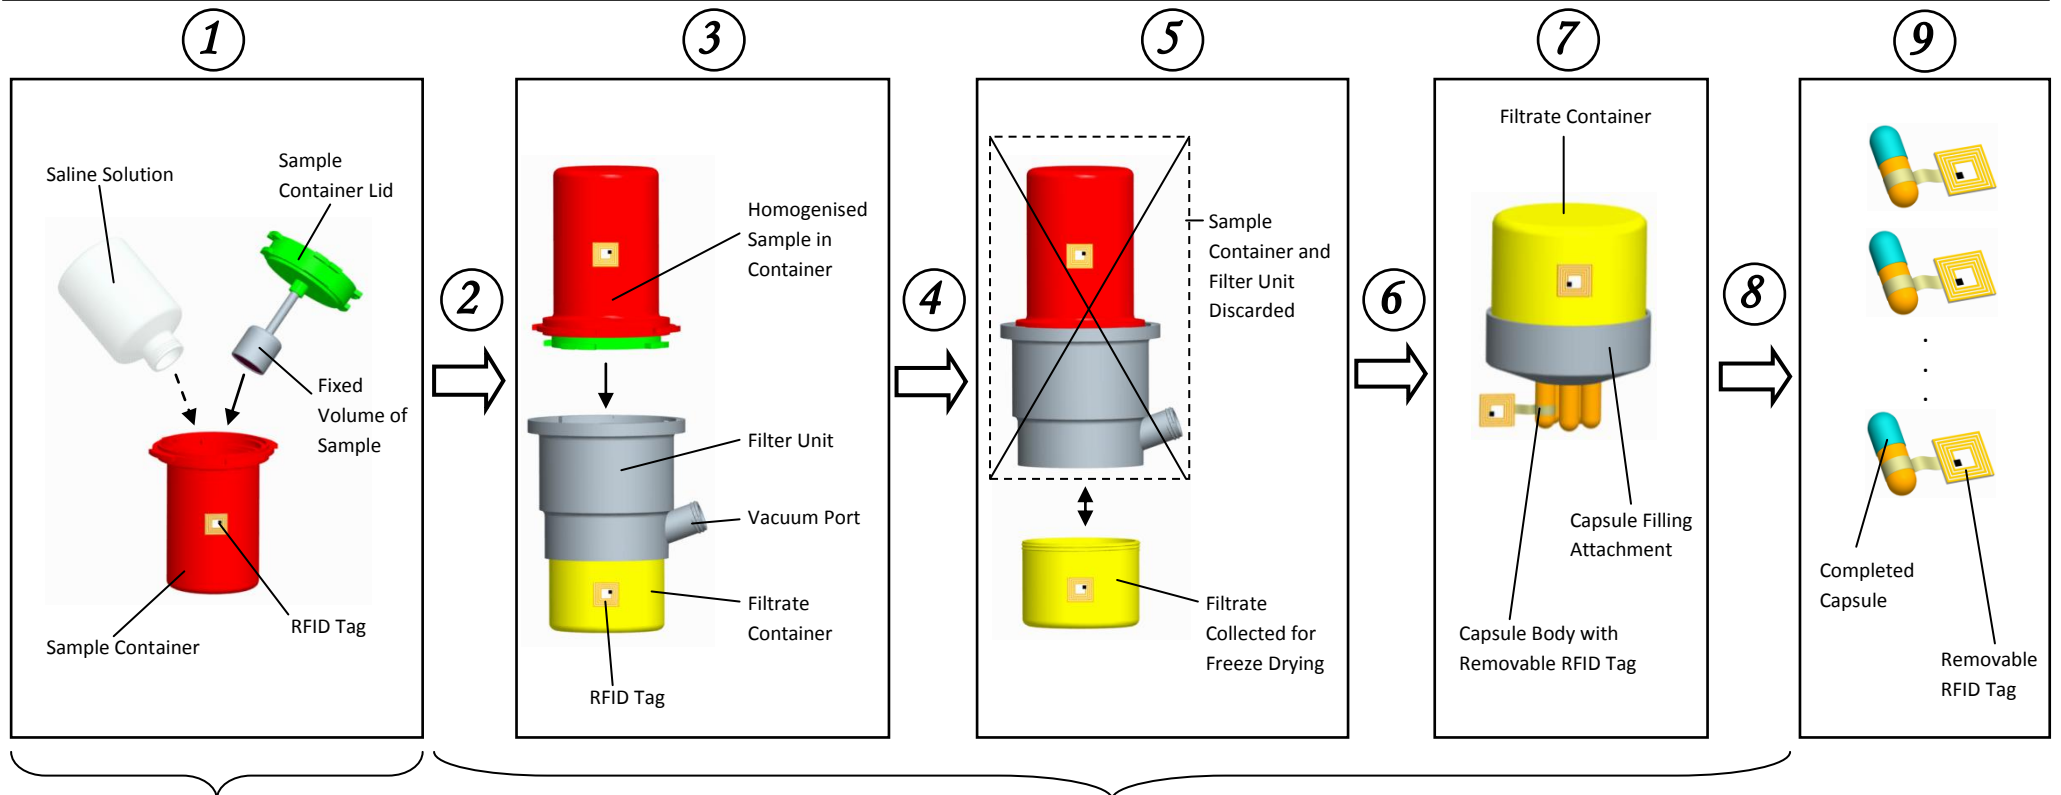 1
Saline Solution
Sample
Container Lid
Fixed
Volume of
Sample
RFID Tag
Sample Container
2
3
Homogenised
Sample in
Container
Filter Unit
Vacuum Port
Filtrate
Container
RFID Tag
4
5
Sample
Container and
Filter Unit
Discarded
Filtrate
Collected for
Freeze Drying
6
7
Filtrate Container
Capsule Filling
Attachment
Capsule Body with
Removable RFID Tag
8
9
Completed
Capsule
Removable
RFID Tag